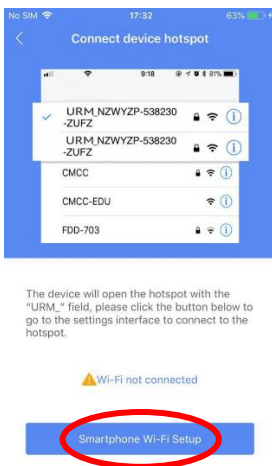 No SIM 17:32 63%
Connect device hotspot
9:18 81%
URM_NZWYZP-538230
-ZUFZ
URM_NZWYZP-538230
-ZUFZ
CMCC
CMCC-EDU
FDD-703
The device will open the hotspot with the
"URM_" field, please click the button below to
go to the settings interface to connect to the
hotspot.
Wi-Fi not connected
Smartphone Wi-Fi Setup